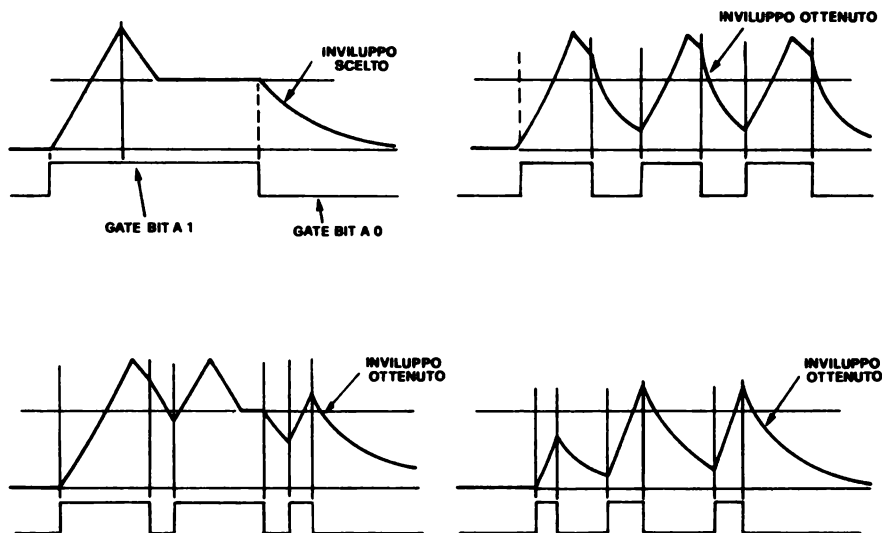 INVILUPPO
SCELTO
GATE BIT A 1
GATE BIT A 0
INVILUPPO OTTENUTO
INVILUPPO
OTTENUTO
INVILUPPO
OTTENUTO